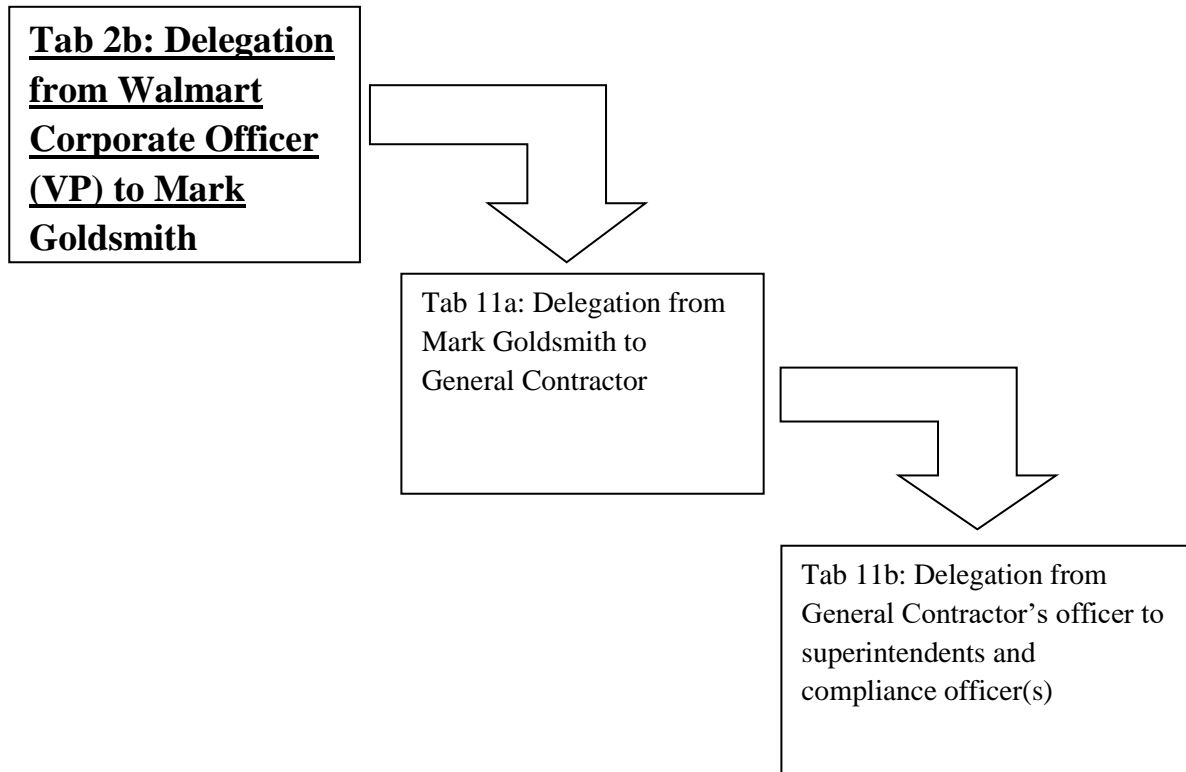 Tab 2b: Delegation
from Walmart
Corporate Officer
(VP) to Mark
Goldsmith
Tab 11a: Delegation from
Mark Goldsmith to
General Contractor
Tab 11b: Delegation from
General Contractor’s officer to
superintendents and
compliance officer(s)